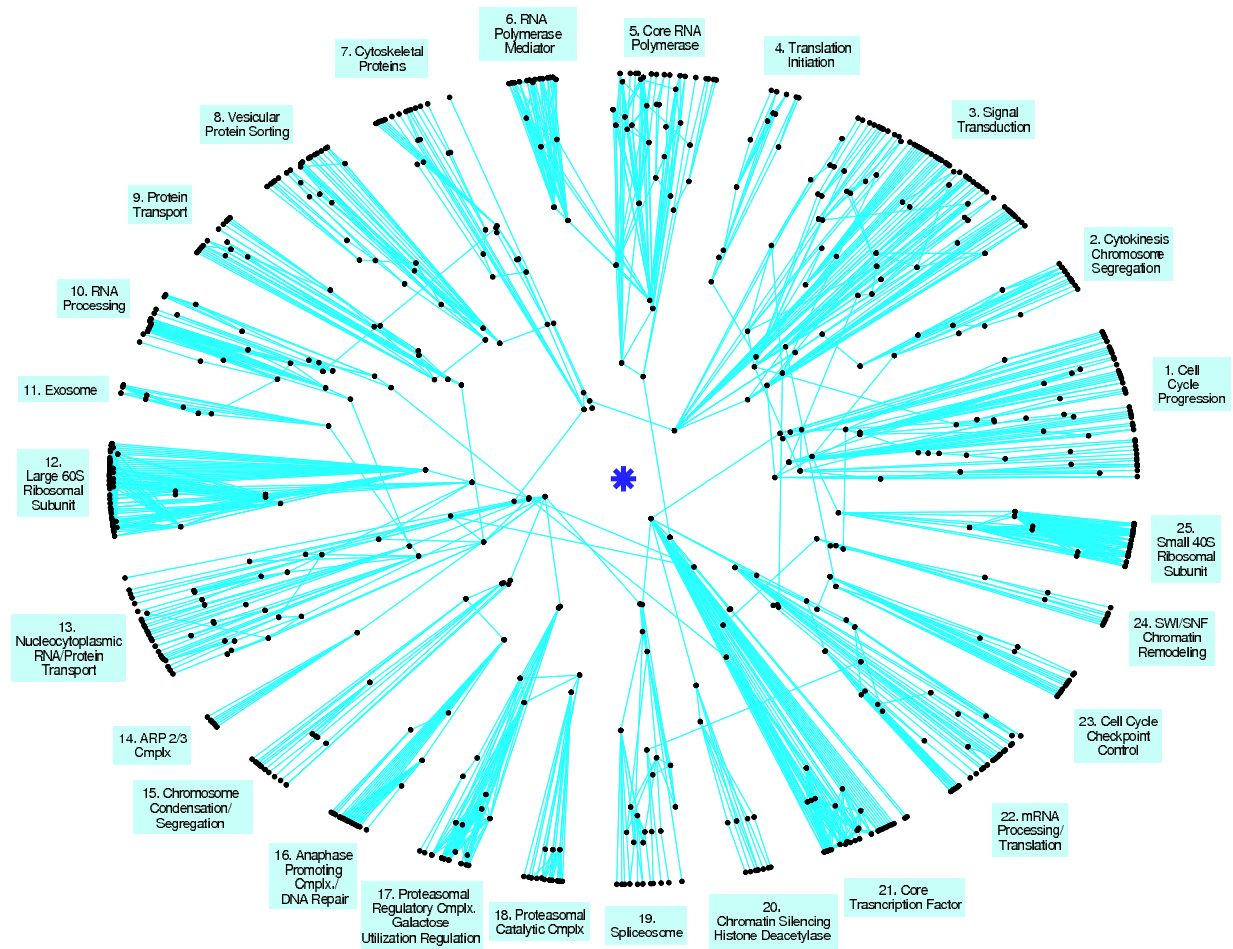 6. RNA
Polymerase
Mediator
5. Core RNA
Polymerase
4. Translation
Initiation
7. Cytoskeletal
Proteins
3. Signal
Transduction
8. Vesicular
Protein Sorting
9. Protein
Transport
2. Cytokinesis
Chromosome
Segregation
10. RNA
Processing
1. Cell
Cycle
Progression
11. Exosome
12.
Large 60S
Ribosomal
Subunit
25.
Small 40S
Ribosomal
Subunit
13.
Nucleocytoplasmic
RNA/Protein
Transport
24. SWI/SNF
Chromatin
Remodeling
14. ARP 2/3
Cmplx
23. Cell Cycle
Checkpoint
Control
15. Chromosome
Condensation/
Segregation
22. mRNA
Processing/
Translation
16. Anaphase
Promoting
Cmplx./
DNA Repair
17. Proteasomal
Regulatory Cmplx.
Galactose
Utilization Regulation
18. Proteasomal
Catalytic Cmplx
19.
Spliceosome
20.
Chromatin Silencing
Histone Deacetylase
21. Core
Trasncription Factor